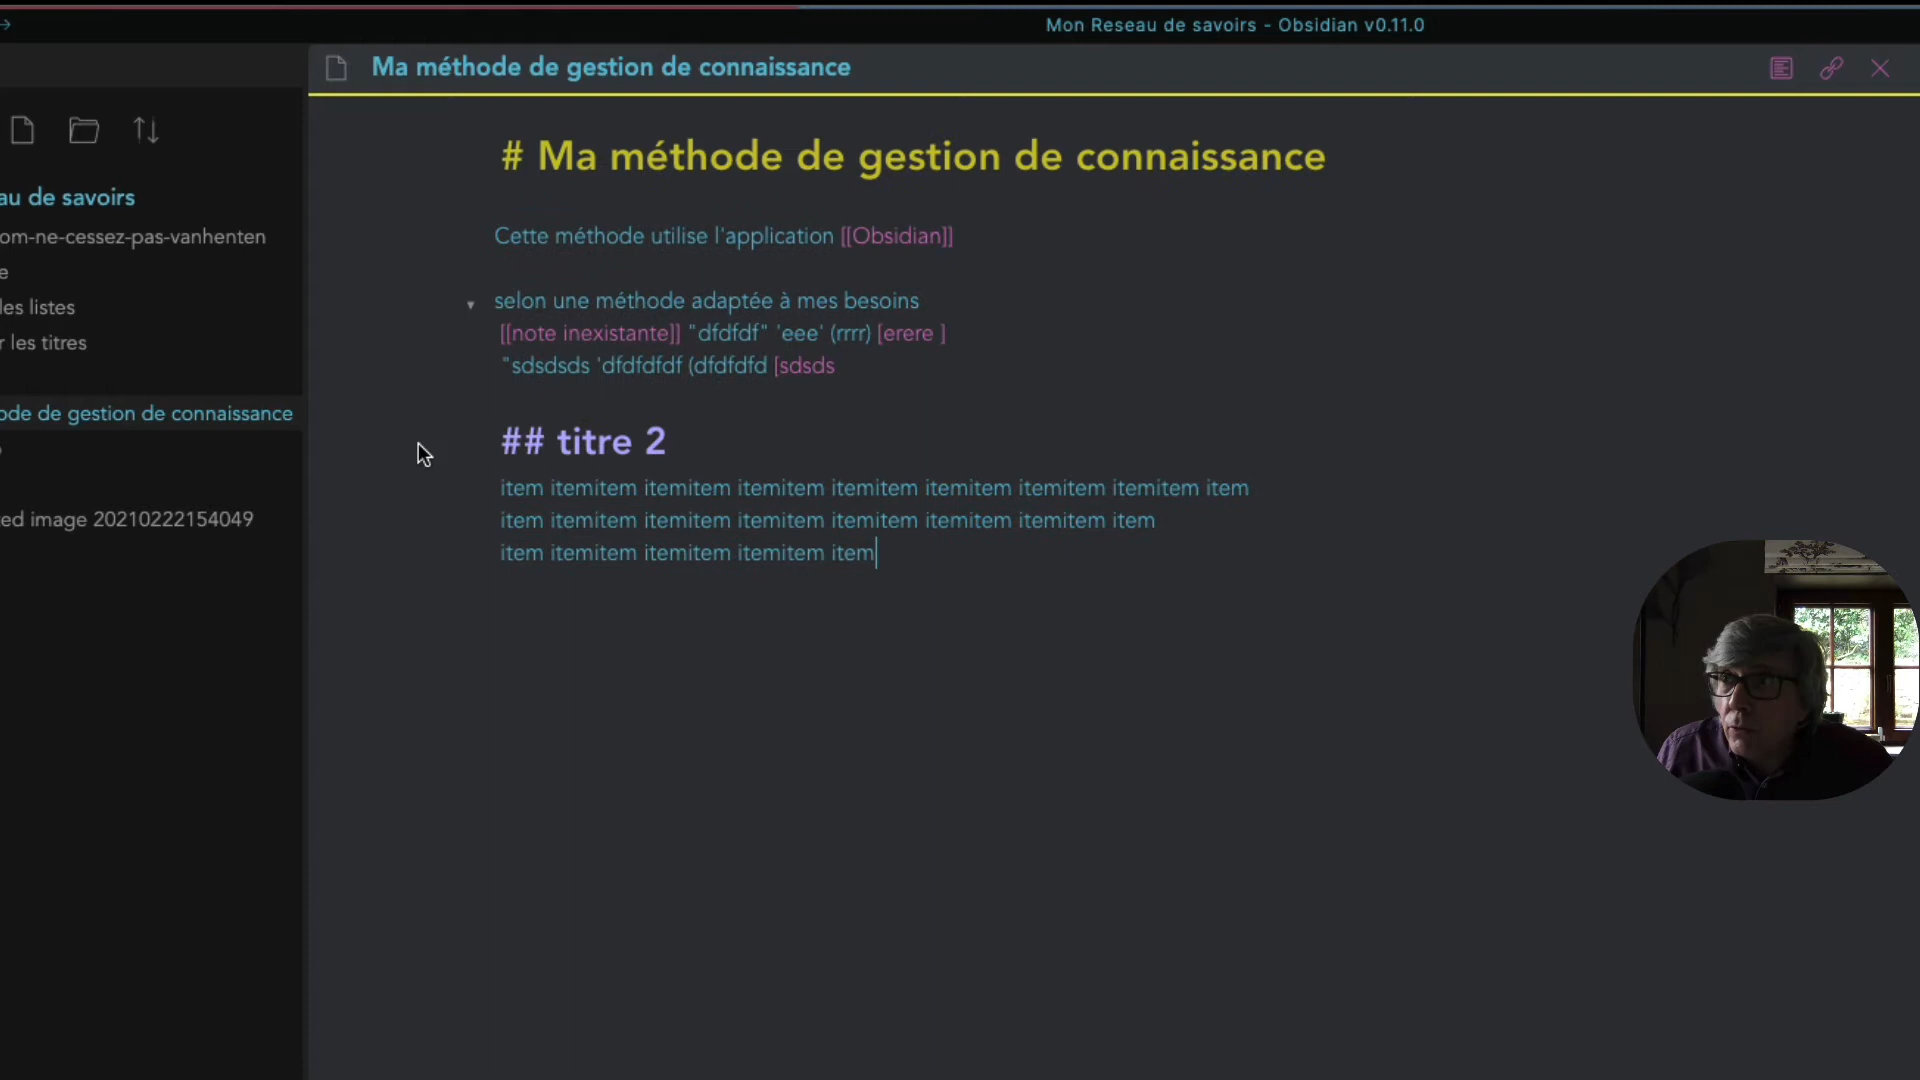 Mon Reseau de savoirs - Obsidian v0.11.0
Ma méthode de gestion de connaissance
au de savoirs
om-ne-cessez-pas-vanhenten
e
les listes
r les titres
ode de gestion de connaissance
ed image 20210222154049
# Ma méthode de gestion de connaissance
Cette méthode utilise l'application [[Obsidian]]
selon une méthode adaptée à mes besoins
[[note inexistante]] "dfdfdf" 'eee' (rrrr) [erere ]
"sdsdsds 'dfdfdfdf (dfdfdfd [sdsds
## titre 2
item itemitem itemitem itemitem itemitem itemitem itemitem itemitem item
item itemitem itemitem itemitem itemitem itemitem itemitem item
item itemitem itemitem itemitem item